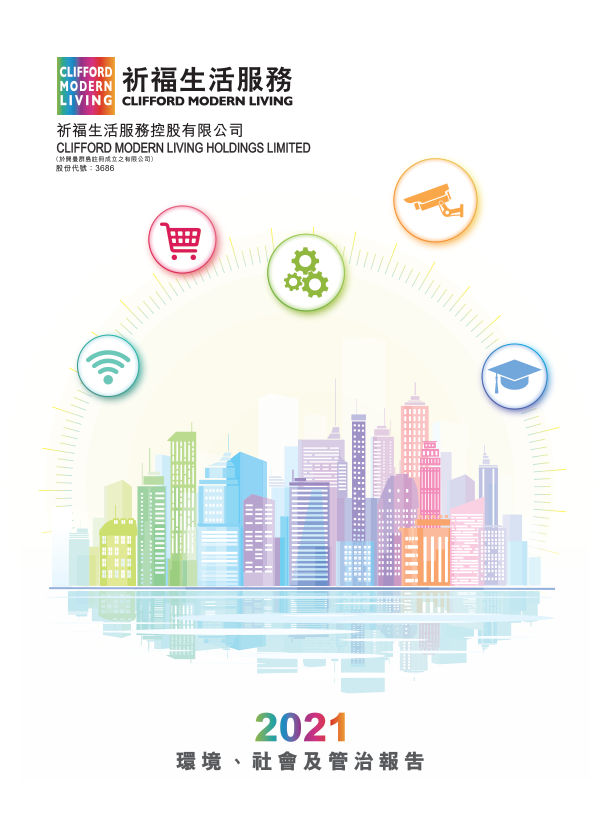 CLIFFORD
MODERN
LIVING
祈福生活服務
CLIFFORD MODERN LIVING
祈福生活服務控股有限公司
CLIFFORD MODERN LIVING HOLDINGS LIMITED
(於開曼群島註冊成立之有限公司)
股份代號：3686
2021
環境、社會及管治報告